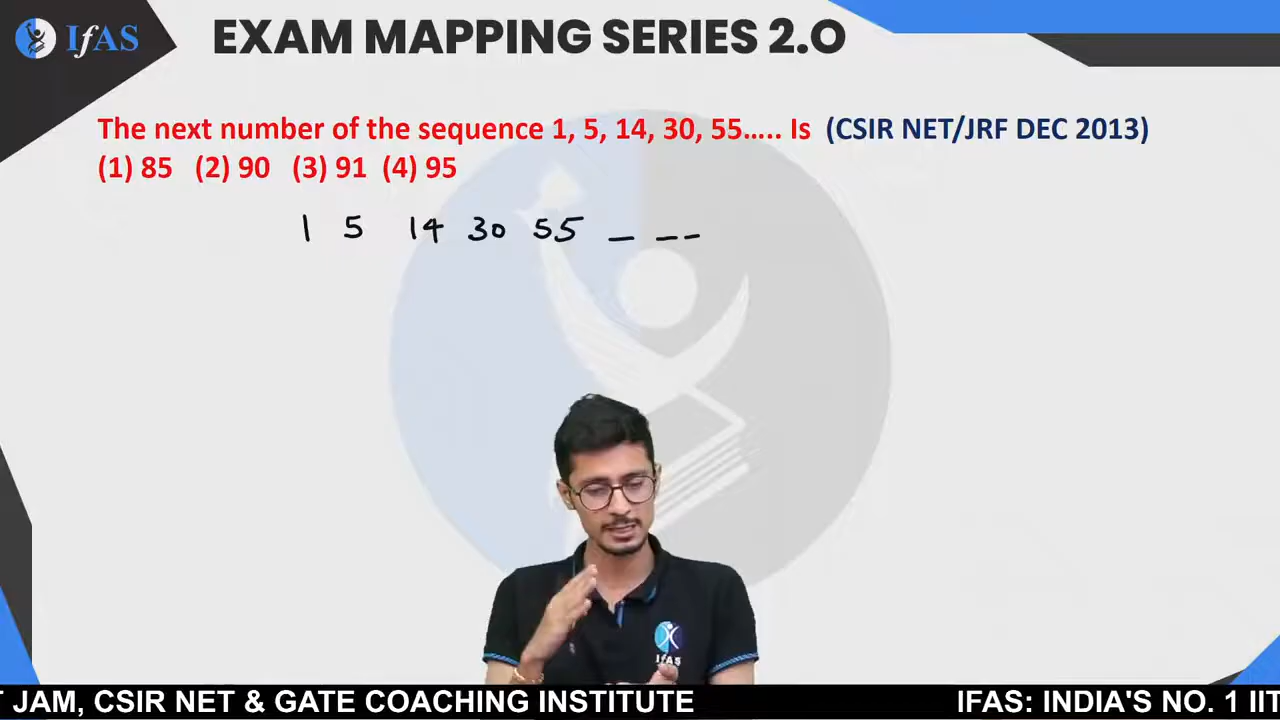 IfAS
EXAM MAPPING SERIES 2.O
The next number of the sequence 1, 5, 14, 30, 55….. Is (CSIR NET/JRF DEC 2013)
(1) 85 (2) 90 (3) 91 (4) 95
1 5 14 30 55 _ _ _
IfAS
T JAM, CSIR NET & GATE COACHING INSTITUTE IFAS: INDIA'S NO. 1 IIT